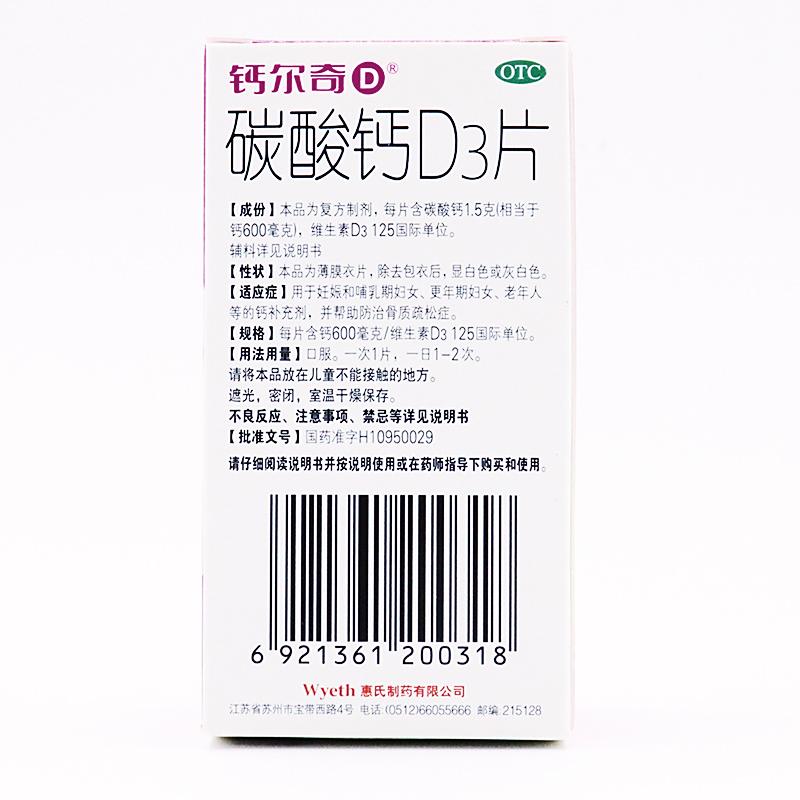 钙尔奇D®
OTC
碳酸钙D3片
【成份】本品为复方制剂，每片含碳酸钙1.5克(相当于
钙600毫克)，维生素D3 125国际单位。
辅料详见说明书
【性状】本品为薄膜衣片，除去包衣后，显白色或灰白色。
【适应症】用于妊娠和哺乳期妇女、更年期妇女、老年人
等的钙补充剂，并帮助防治骨质疏松症。
【规格】每片含钙600毫克/维生素D3 125国际单位。
【用法用量】口服。一次1片，一日1-2次。
请将本品放在儿童不能接触的地方。
遮光，密闭，室温干燥保存。
不良反应、注意事项、禁忌等详见说明书
【批准文号】国药准字H10950029
请仔细阅读说明书并按说明使用或在药师指导下购买和使用。
6 921361 200318
Wyeth 惠氏制药有限公司
江苏省苏州市宝带西路4号 电话:(0512)66055666 邮编:215128